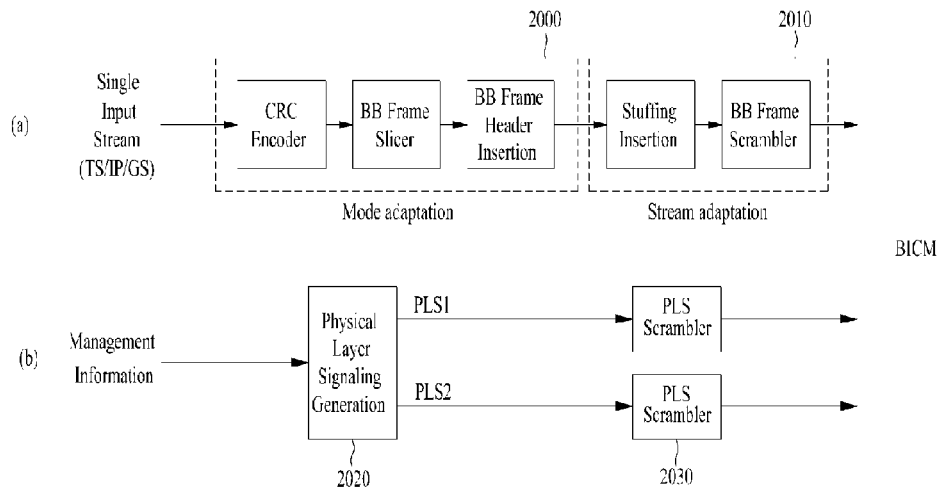 2000
2010
(a)
Single
Input
Stream
(TS/IP/GS)
CRC
Encoder
BB Frame
Slicer
BB Frame
Header
Insertion
Stuffing
Insertion
BB Frame
Scrambler
Mode adaptation
Stream adaptation
BICM
(b)
Management
Information
Physical
Layer
Signaling
Generation
PLS1
PLS Scrambler
PLS2
PLS
Scrambler
2020
2030